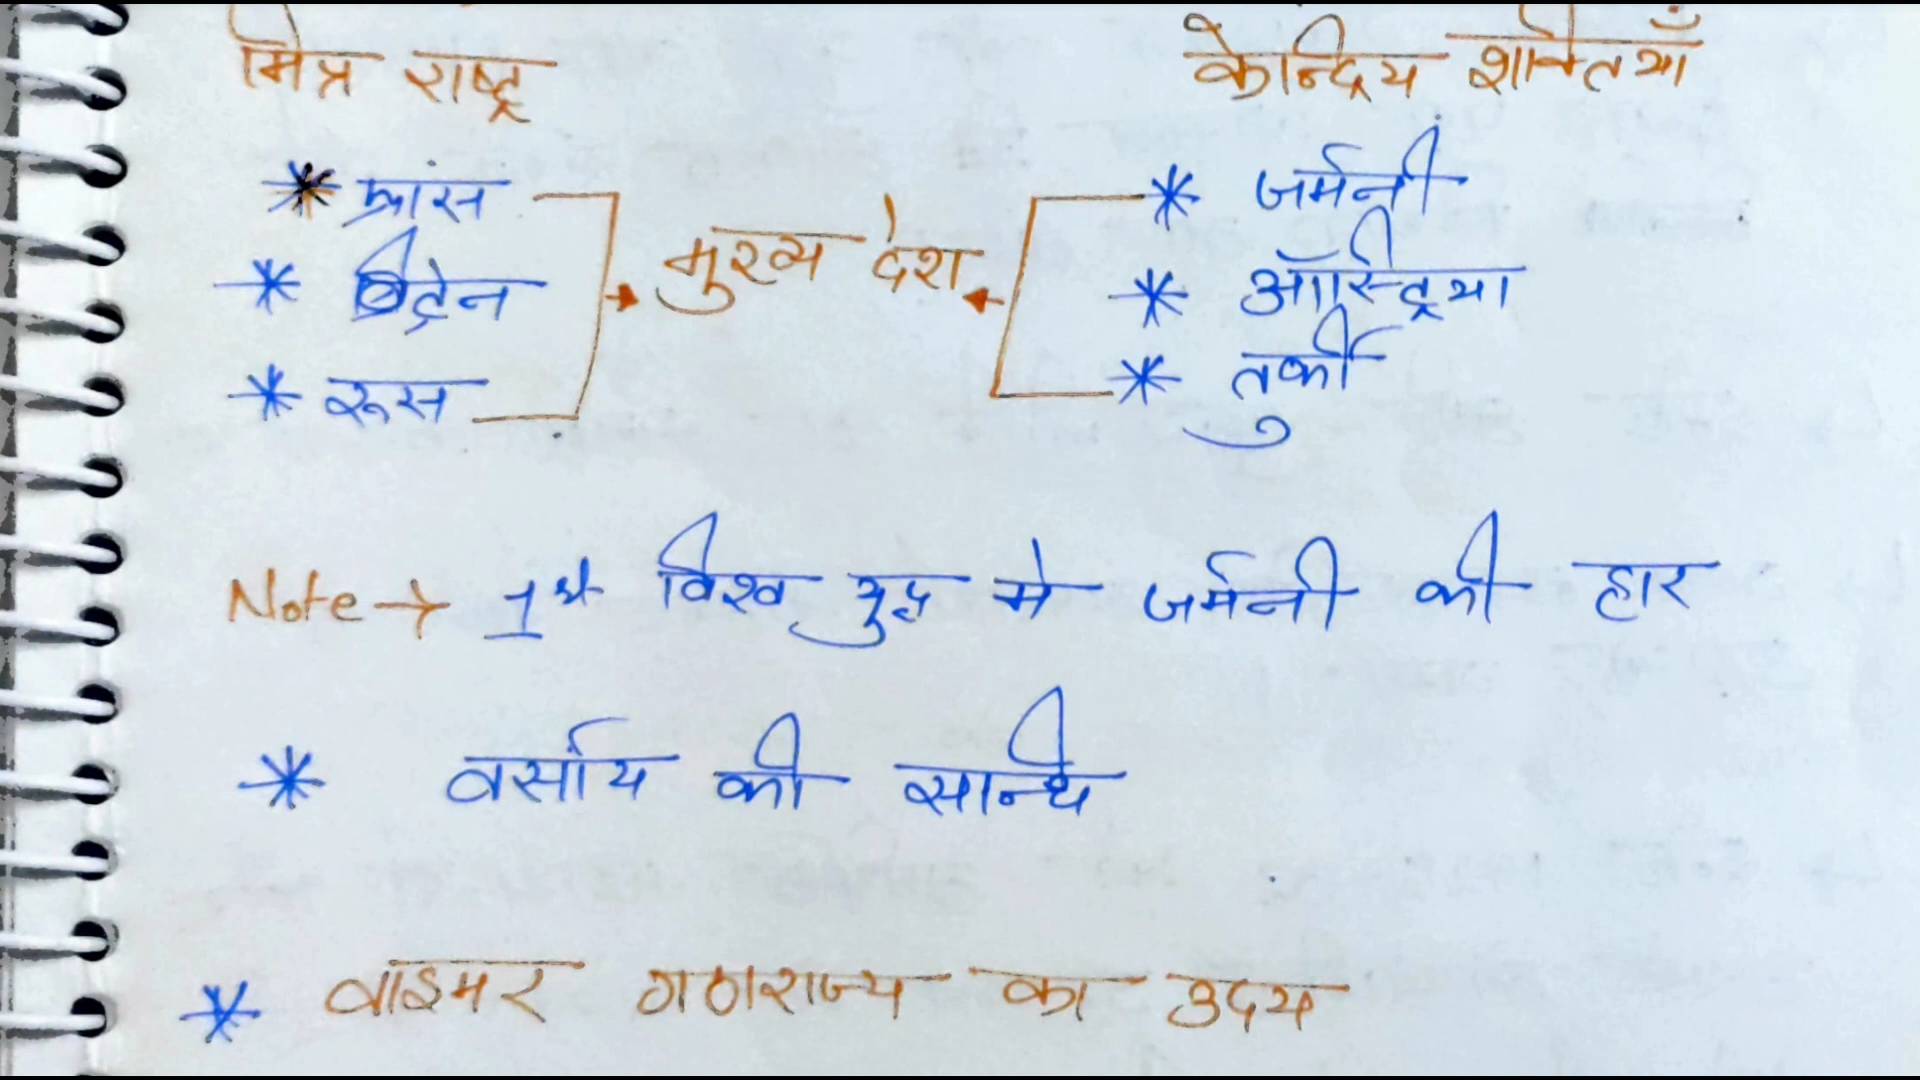 मित्र राष्ट्र केन्द्रिय शक्तियाँ
* फ्रांस * जर्मनी
मुख्य देश
* ब्रिटेन * ऑस्ट्रिया
* रूस * तुर्की
Note → 1st विश्व युद्ध मे जर्मनी की हार
* वर्साय की सन्धि
* वाइमर गणराज्य का उदय